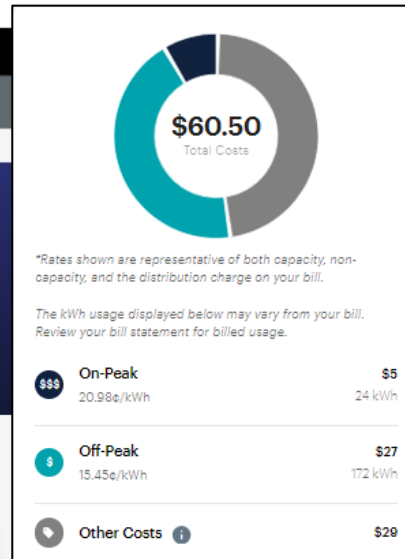 $60.50
Total Costs
*Rates shown are representative of both capacity, non-
capacity, and the distribution charge on your bill.
The kWh usage displayed below may vary from your bill.
Review your bill statement for billed usage.
$$$ On-Peak $5
20.98¢/kWh 24 kWh
$ Off-Peak $27
15.45¢/kWh 172 kWh
Other Costs i $29